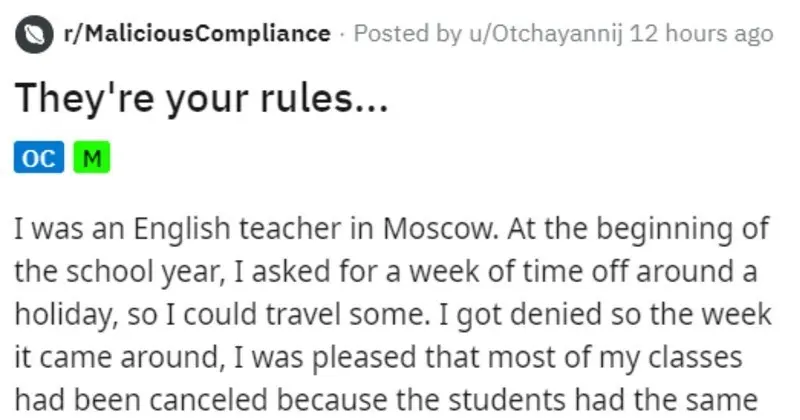 r/MaliciousCompliance · Posted by u/Otchayannij 12 hours ago
They're your rules...
OC M
I was an English teacher in Moscow. At the beginning of
the school year, I asked for a week of time off around a
holiday, so I could travel some. I got denied so the week
it came around, I was pleased that most of my classes
had been canceled because the students had the same